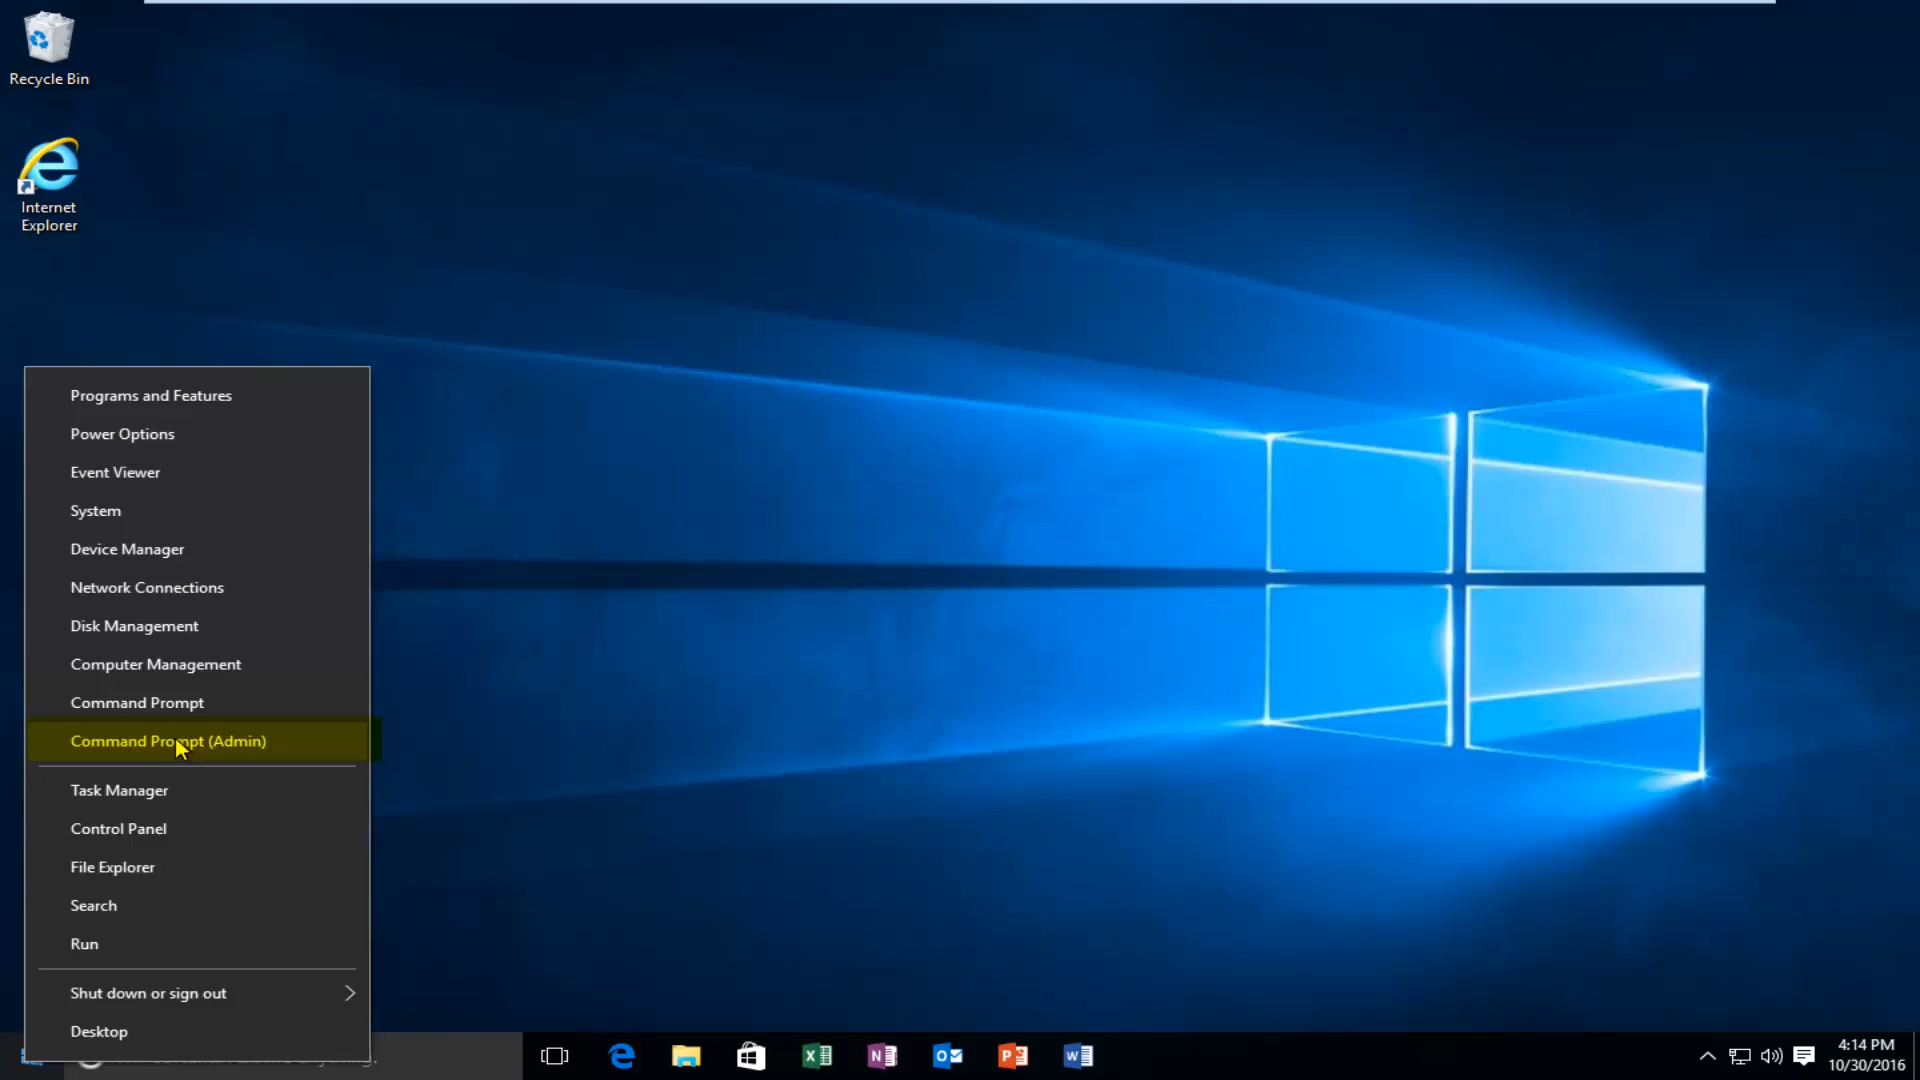 Recycle Bin
Internet
Explorer
Programs and Features
Power Options
Event Viewer
System
Device Manager
Network Connections
Disk Management
Computer Management
Command Prompt
Command Prompt (Admin)
Task Manager
Control Panel
File Explorer
Search
Run
Shut down or sign out
Desktop
4:14 PM
10/30/2016